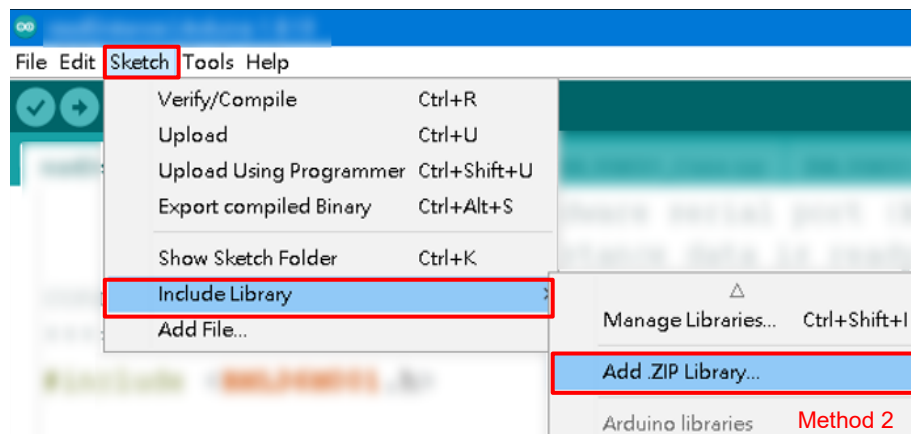 File Edit Sketch Tools Help
Verify/Compile Ctrl+R
Upload Ctrl+U
Upload Using Programmer Ctrl+Shift+U
Export compiled Binary Ctrl+Alt+S
Show Sketch Folder Ctrl+K
Include Library
Add File...
Manage Libraries... Ctrl+Shift+I
Add .ZIP Library...
Arduino libraries
Method 2
#include